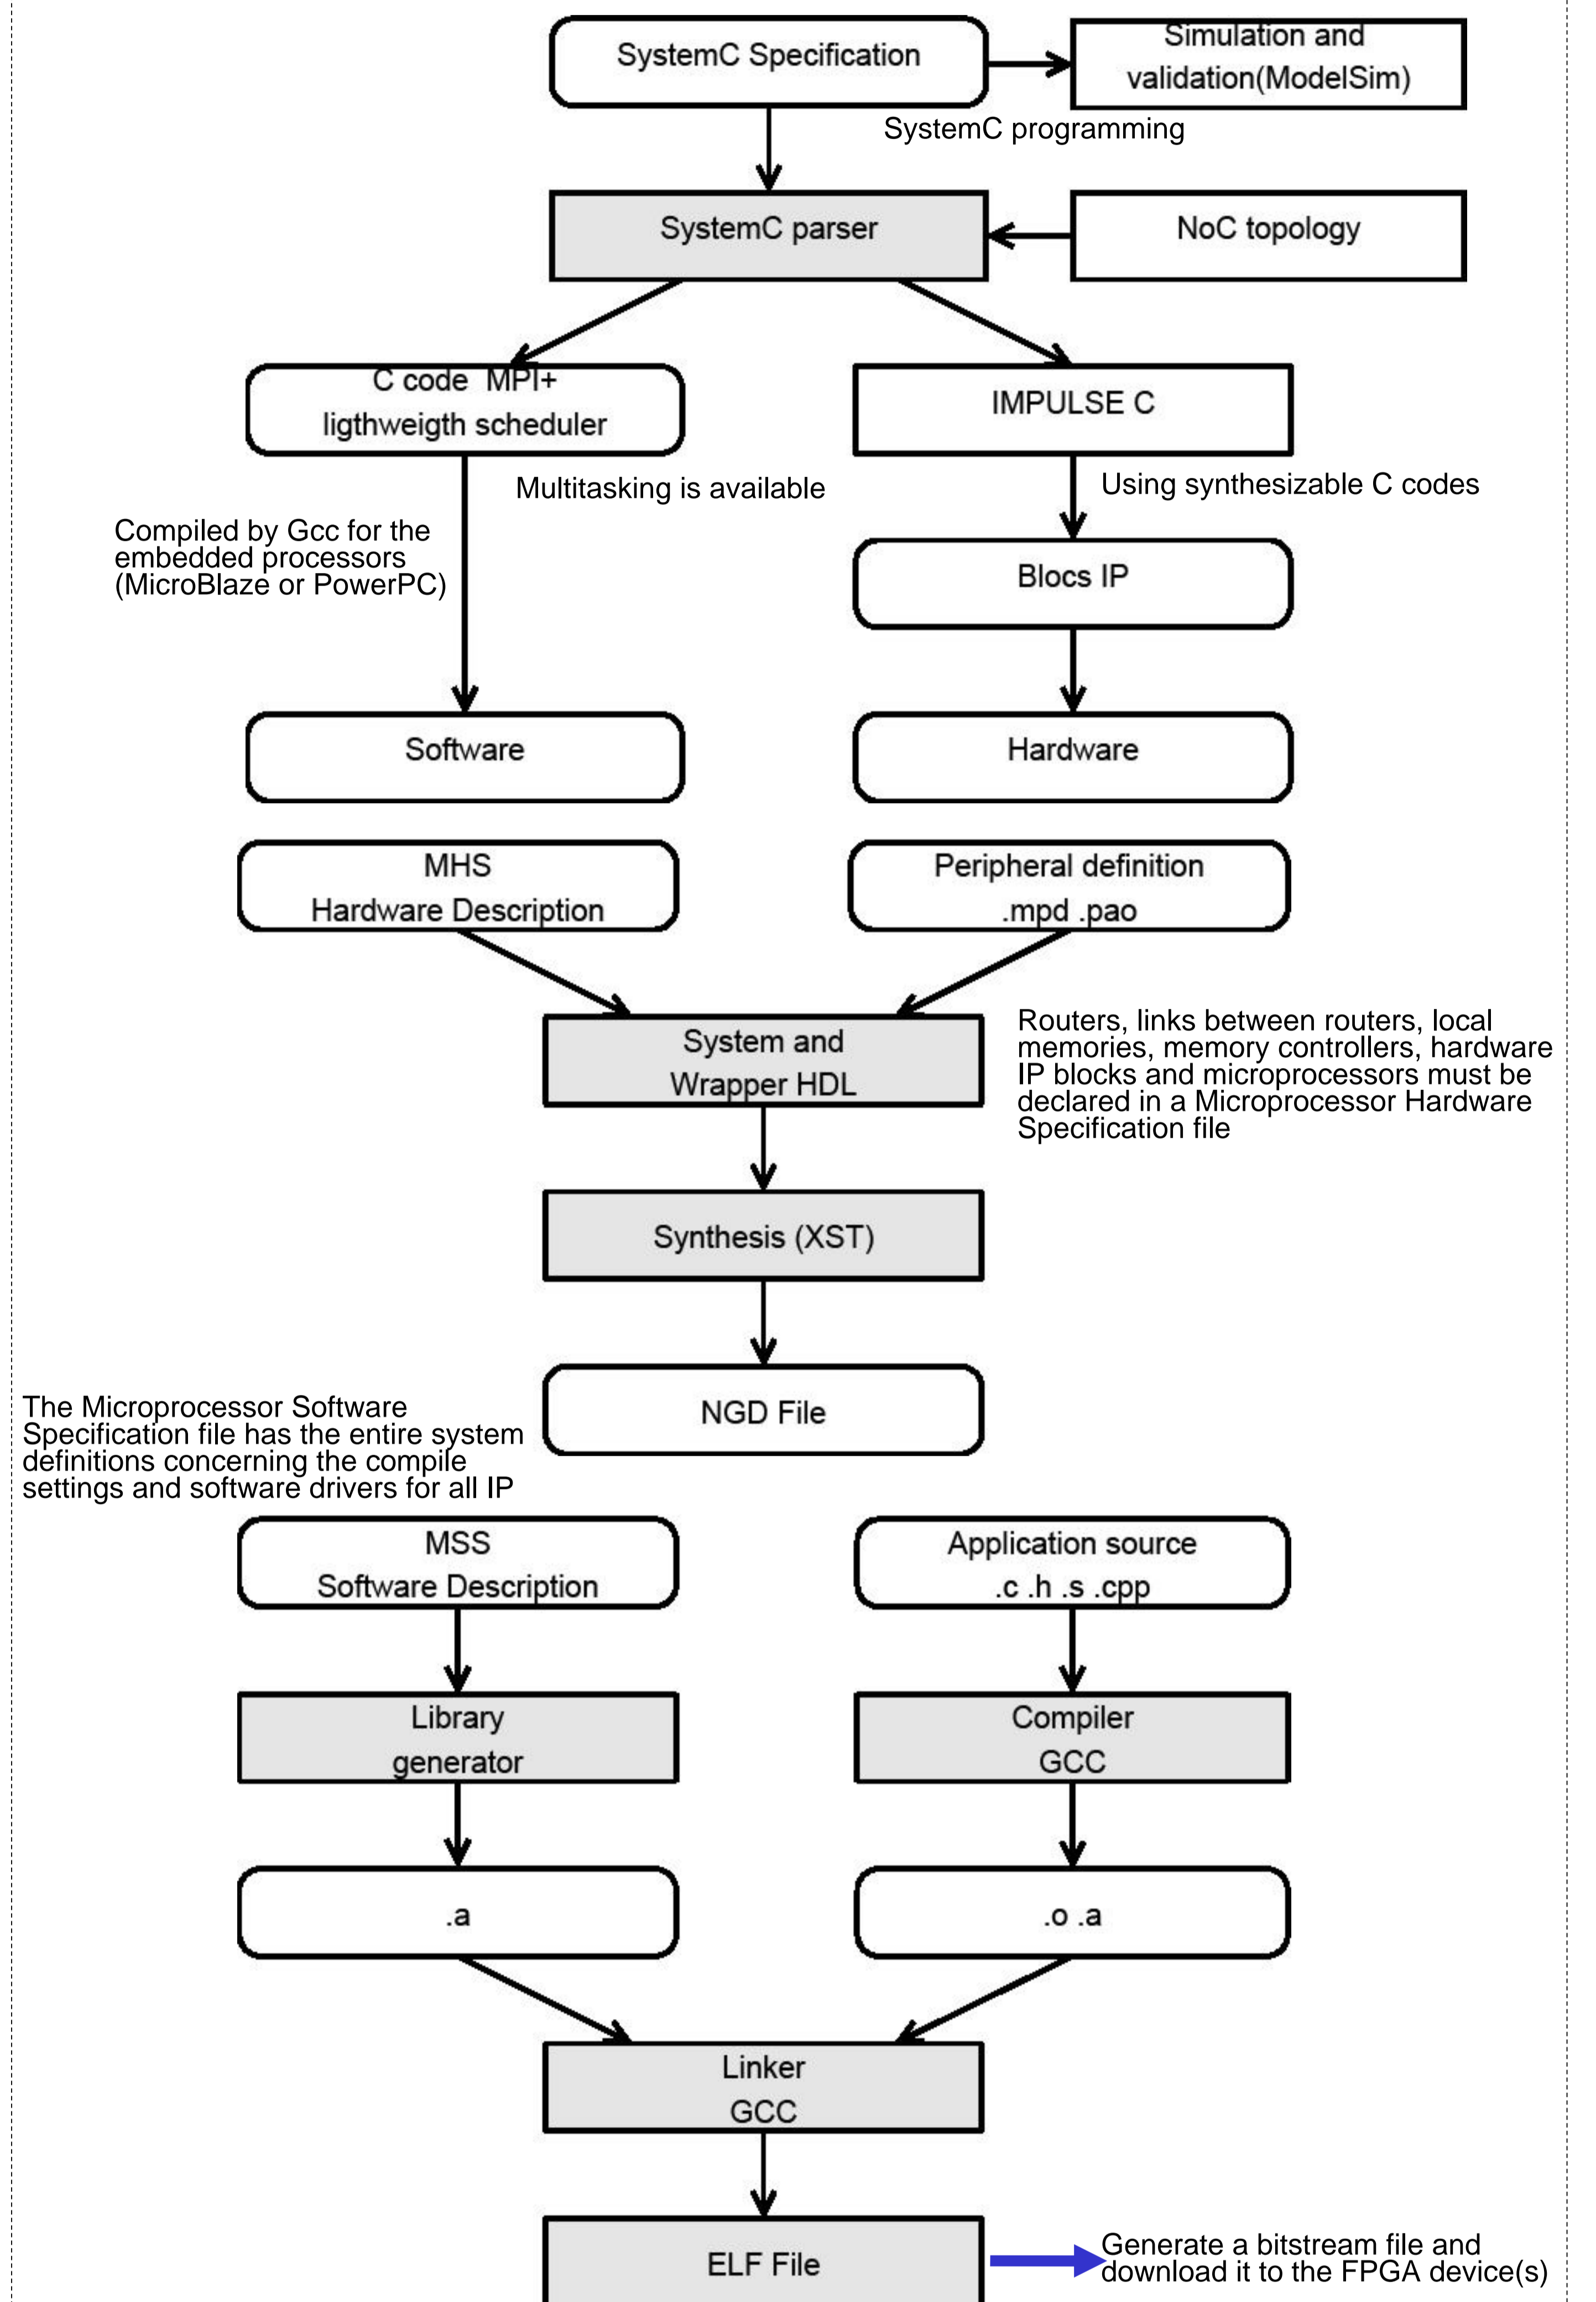 SystemC Specification
Simulation and
validation(ModelSim)
SystemC programming
SystemC parser
NoC topology
C code  MPI+
ligthweigth scheduler
IMPULSE C
Multitasking is available
Using synthesizable C codes
Compiled by Gcc for the
embedded processors
(MicroBlaze or PowerPC)
Blocs IP
Software
Hardware
MHS
Hardware Description
Peripheral definition
.mpd .pao
System and
Wrapper HDL
Routers, links between routers, local
memories, memory controllers, hardware
IP blocks and microprocessors must be
declared in a Microprocessor Hardware
Specification file
Synthesis (XST)
NGD File
The Microprocessor Software
Specification file has the entire system
definitions concerning the compile
settings and software drivers for all IP
MSS
Software Description
Application source
.c .h .s .cpp
Library
generator
Compiler
GCC
.a
.o .a
Linker
GCC
ELF File
Generate a bitstream file and
download it to the FPGA device(s)